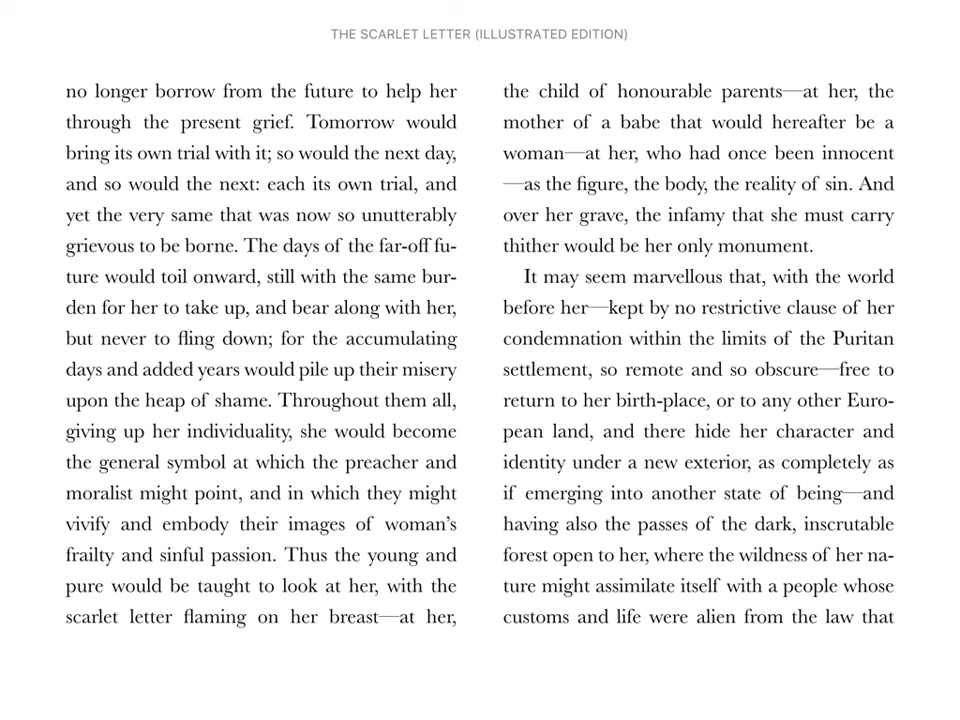 THE SCARLET LETTER (ILLUSTRATED EDITION)
no longer borrow from the future to help her
through the present grief. Tomorrow would
bring its own trial with it; so would the next day,
and so would the next: each its own trial, and
yet the very same that was now so unutterably
grievous to be borne. The days of the far-off fu-
ture would toil onward, still with the same bur-
den for her to take up, and bear along with her,
but never to fling down; for the accumulating
days and added years would pile up their misery
upon the heap of shame. Throughout them all,
giving up her individuality, she would become
the general symbol at which the preacher and
moralist might point, and in which they might
vivify and embody their images of woman’s
frailty and sinful passion. Thus the young and
pure would be taught to look at her, with the
scarlet letter flaming on her breast—at her,
the child of honourable parents—at her, the
mother of a babe that would hereafter be a
woman—at her, who had once been innocent
—as the figure, the body, the reality of sin. And
over her grave, the infamy that she must carry
thither would be her only monument.
It may seem marvellous that, with the world
before her—kept by no restrictive clause of her
condemnation within the limits of the Puritan
settlement, so remote and so obscure—free to
return to her birth-place, or to any other Euro-
pean land, and there hide her character and
identity under a new exterior, as completely as
if emerging into another state of being—and
having also the passes of the dark, inscrutable
forest open to her, where the wildness of her na-
ture might assimilate itself with a people whose
customs and life were alien from the law that